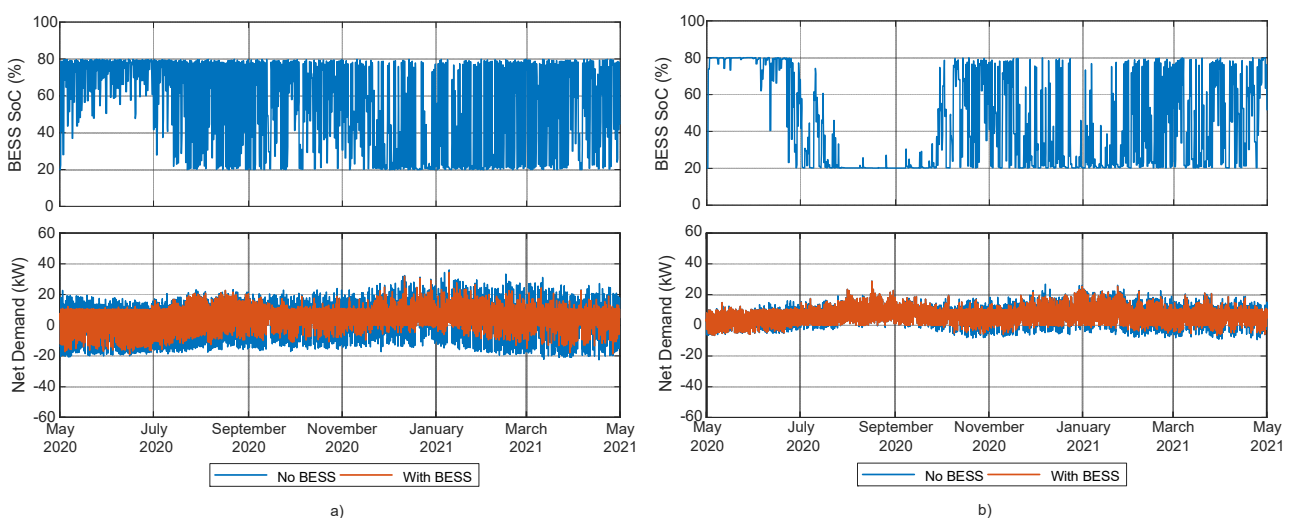 BESS SoC (%)
100
80
60
40
20
0
Net Demand (kW)
60
40
20
0
-20
-40
-60
May July September November January March May
2020 2020 2020 2020 2021 2021 2021
No BESS With BESS
a)
BESS SoC (%)
100
80
60
40
20
0
Net Demand (kW)
60
40
20
0
-20
-40
-60
May July September November January March May
2020 2020 2020 2020 2021 2021 2021
No BESS With BESS
b)